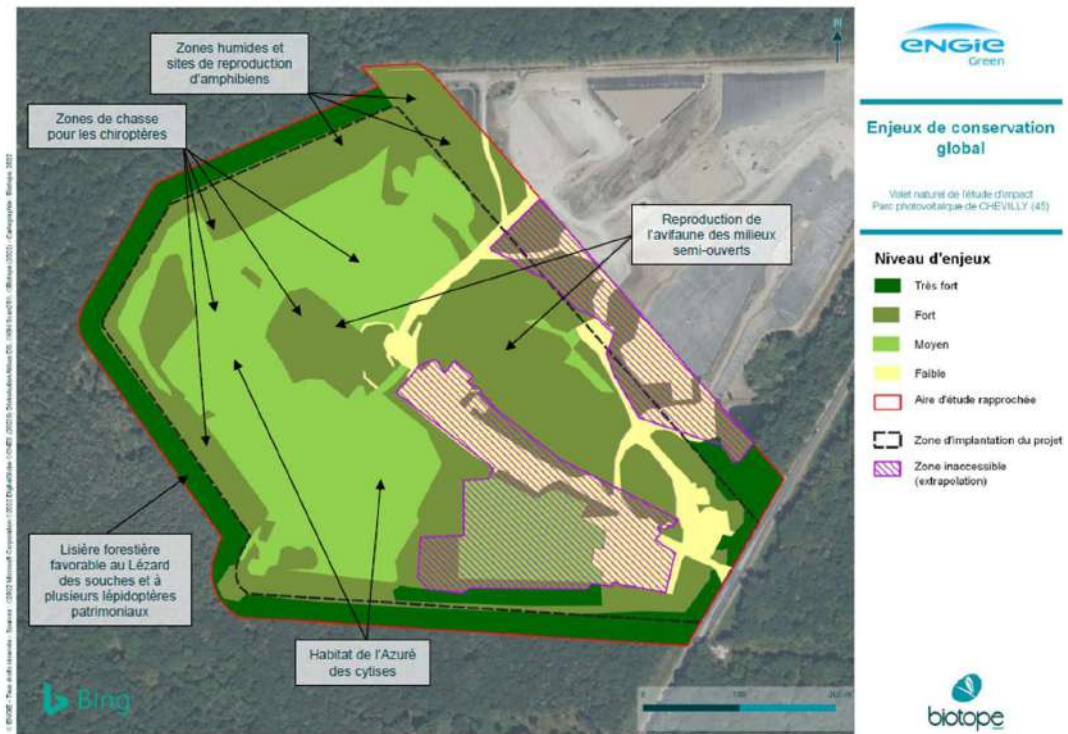 Zones humides et
sites de reproduction
d'amphibiens
Zones de chasse
pour les chiroptères
Reproduction de
l'avifaune des milieux
semi-ouverts
Lisière forestière
favorable au Lézard
des souches et à
plusieurs lépidoptères
patrimoniaux
Habitat de l'Azuré
des cytises
Bing
ENGIE
Green
Enjeux de conservation
global
Volet naturel de l'étude d'impact
Parc photovoltaïque de CHEVILLY (45)
Niveau d'enjeux
Très fort
Fort
Moyen
Faible
Aire d'étude rapprochée
Zone d'implantation du projet
Zone inaccessible
(extrapolation)
biotope